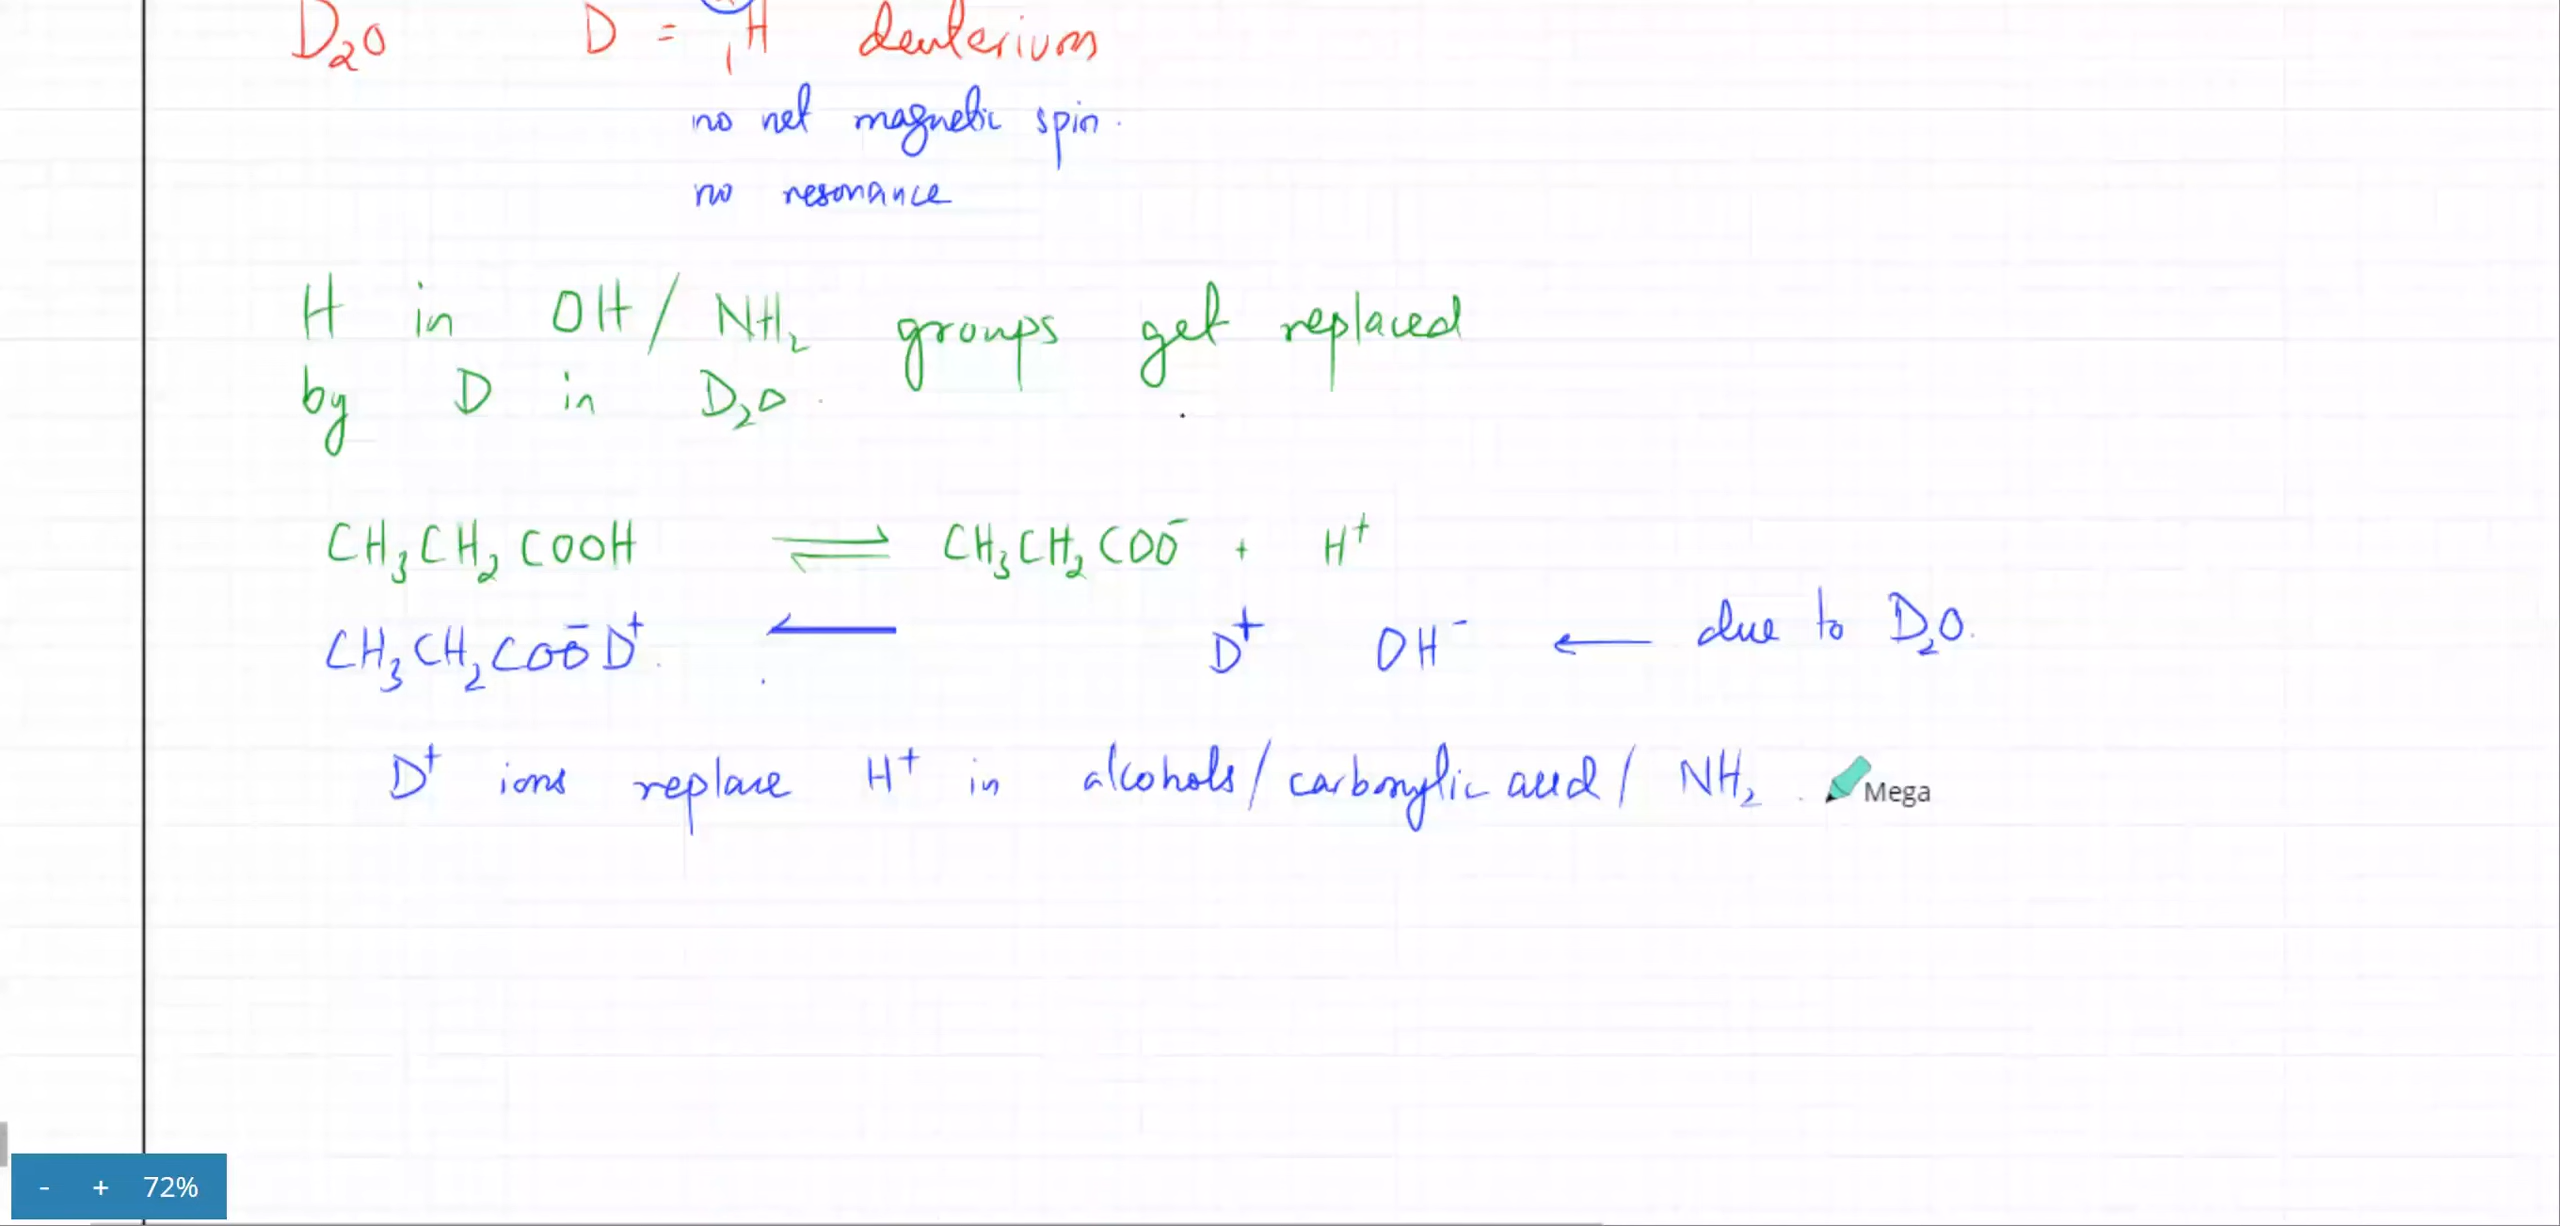 D₂O D = ₁H deuterium
no net magnetic spin.
no resonance
H in OH/ NH₂ groups get replaced
by D in D₂O.
CH₃CH₂COOH ⇌ CH₃CH₂COO⁻ + H⁺
CH₃CH₂COO⁻D⁺. ← D⁺ OH⁻ ← due to D₂O.
D⁺ ions replace H⁺ in alcohols/ carboxylic acid/ NH₂.
Mega
- + 72%